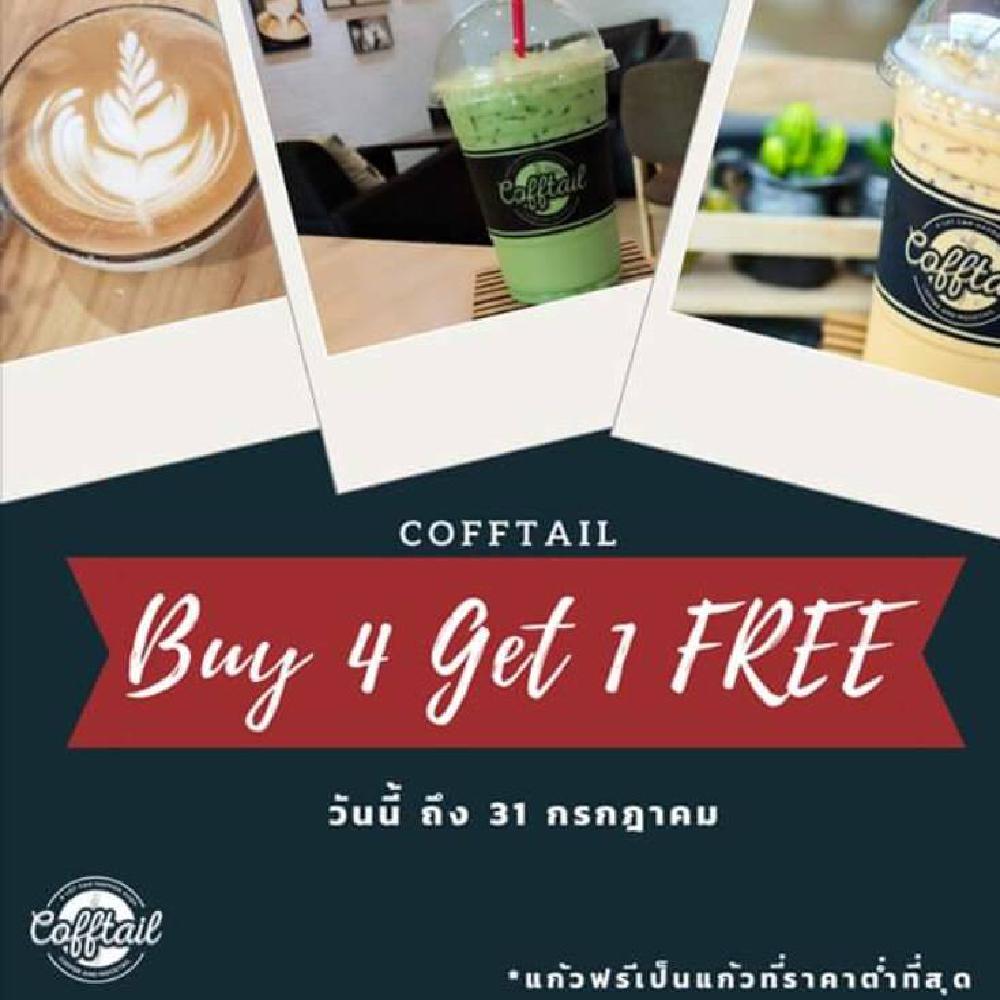 Cofftail
Cofftail
COFFTAIL
Buy 4 Get 1 FREE
วันนี้ ถึง 31 กรกฎาคม
Cofftail
*แก้วฟรีเป็นแก้วที่ราคาต่ำที่สุด